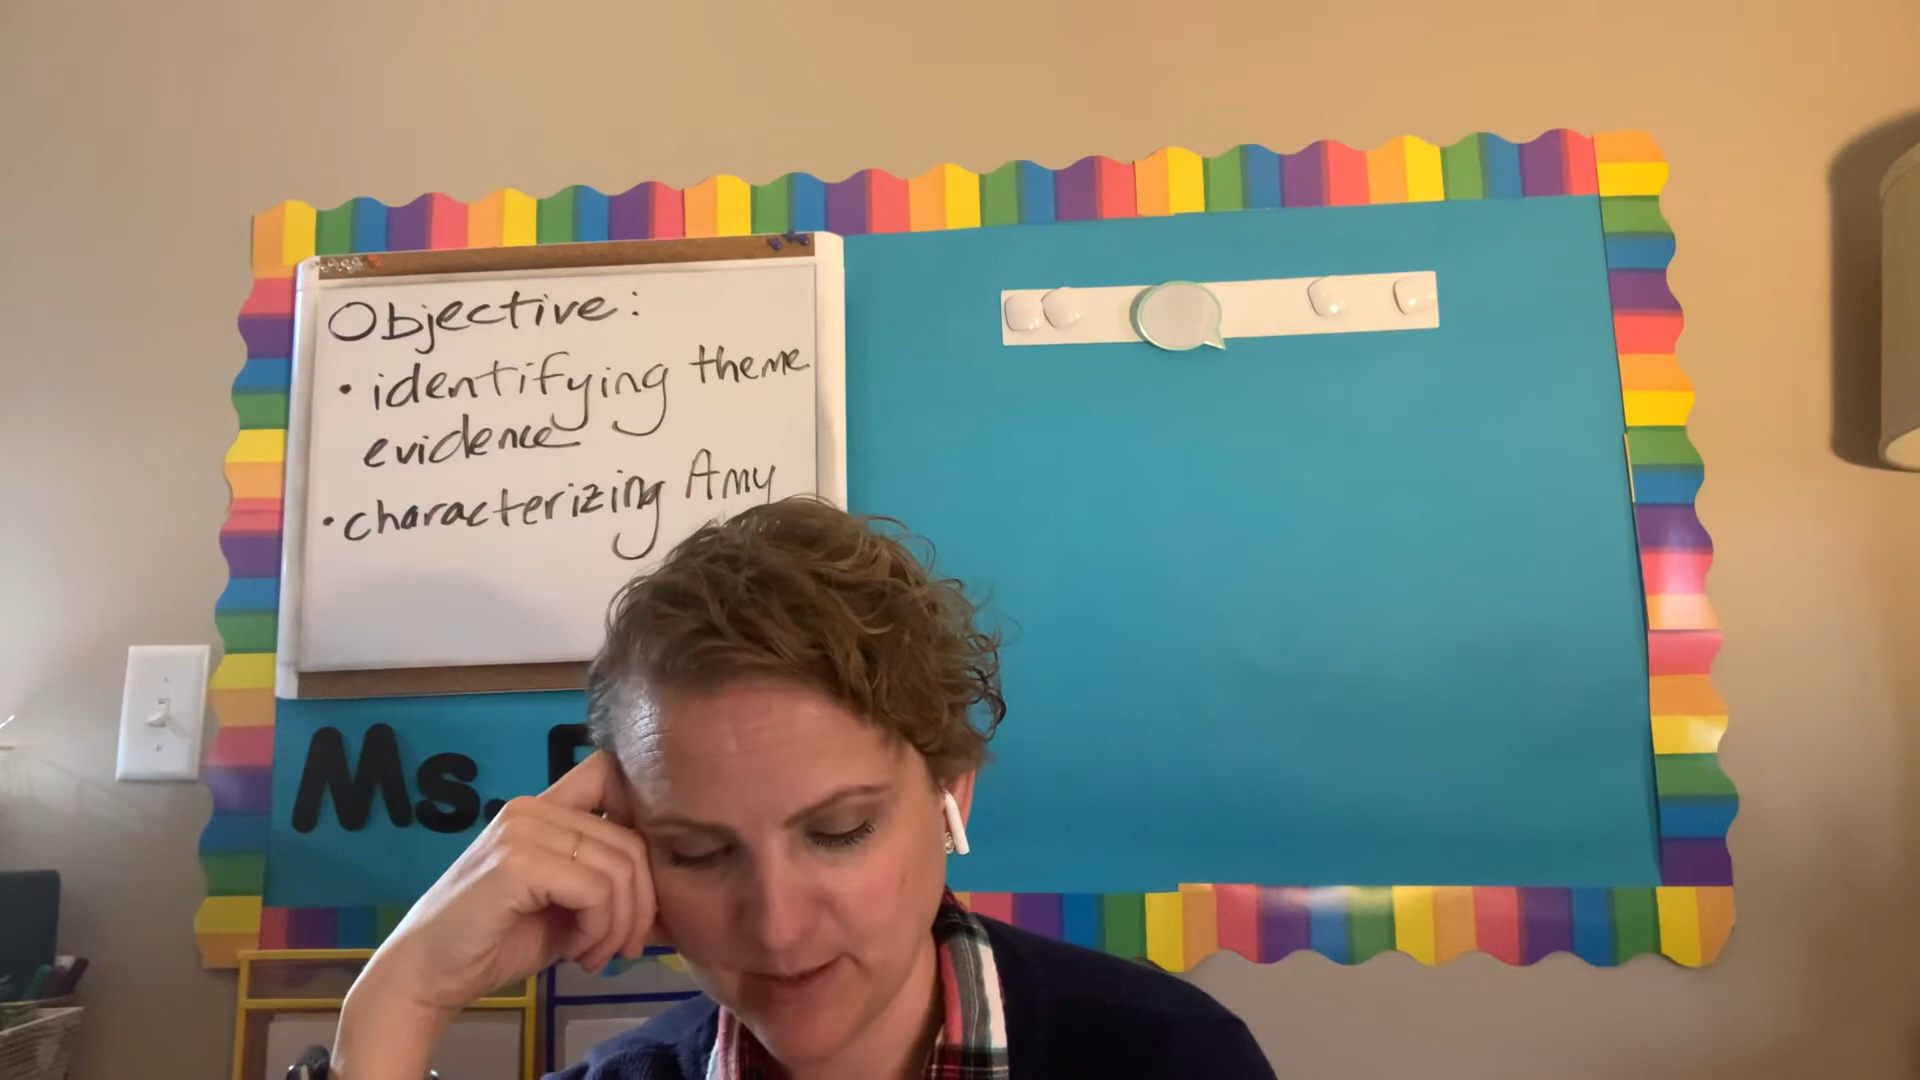 Objective:
• identifying theme
evidence
• characterizing Amy
Ms.